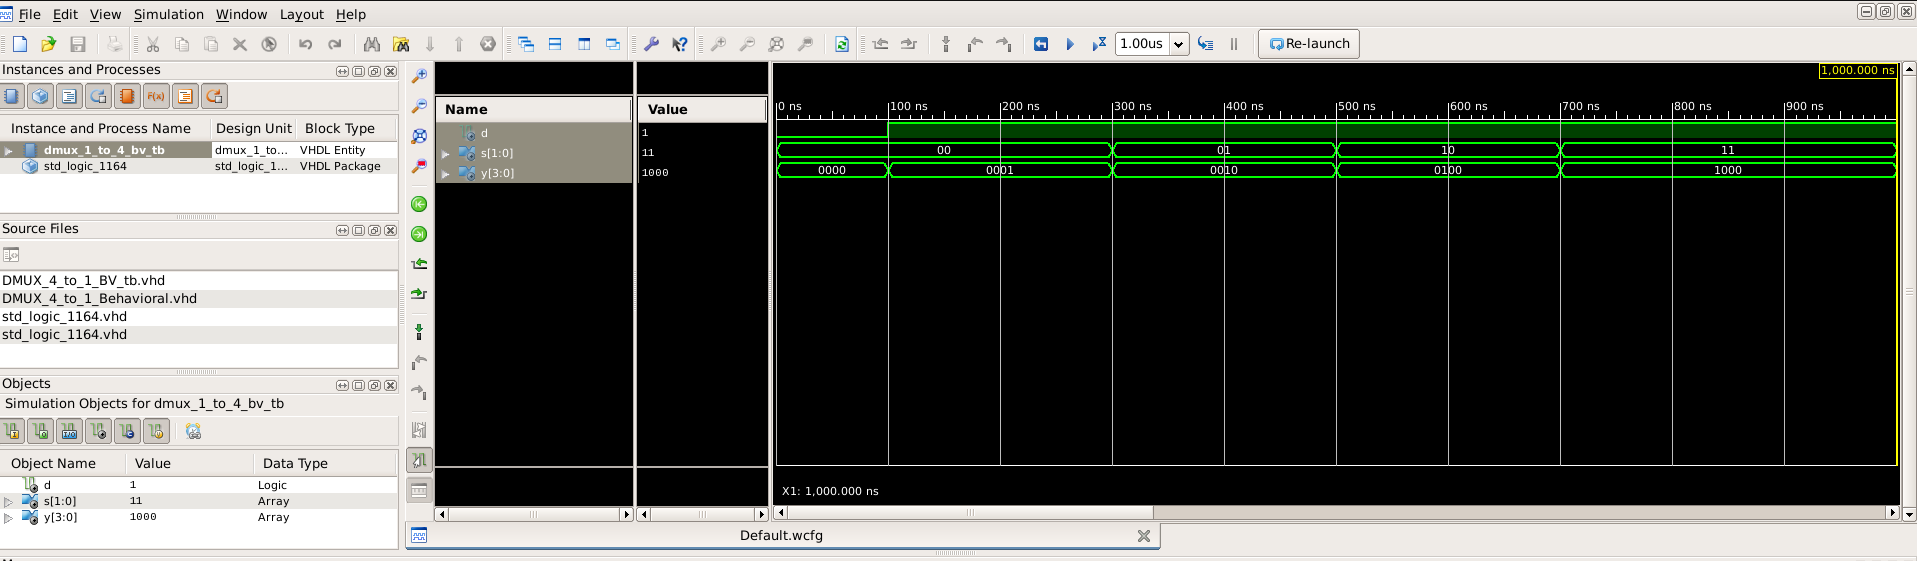 File Edit View Simulation Window Layout Help
1.00us Re-launch
Instances and Processes
Instance and Process Name Design Unit Block Type
dmux_1_to_4_bv_tb dmux_1_to... VHDL Entity
std_logic_1164 std_logic_1... VHDL Package
Source Files
DMUX_4_to_1_BV_tb.vhd
DMUX_4_to_1_Behavioral.vhd
std_logic_1164.vhd
std_logic_1164.vhd
Objects
Simulation Objects for dmux_1_to_4_bv_tb
Object Name Value Data Type
d 1 Logic
s[1:0] 11 Array
y[3:0] 1000 Array
Name Value
d 1
s[1:0] 11
y[3:0] 1000
1,000.000 ns
0 ns 100 ns 200 ns 300 ns 400 ns 500 ns 600 ns 700 ns 800 ns 900 ns
00 01 10 11
0000 0001 0010 0100 1000
X1: 1,000.000 ns
Default.wcfg